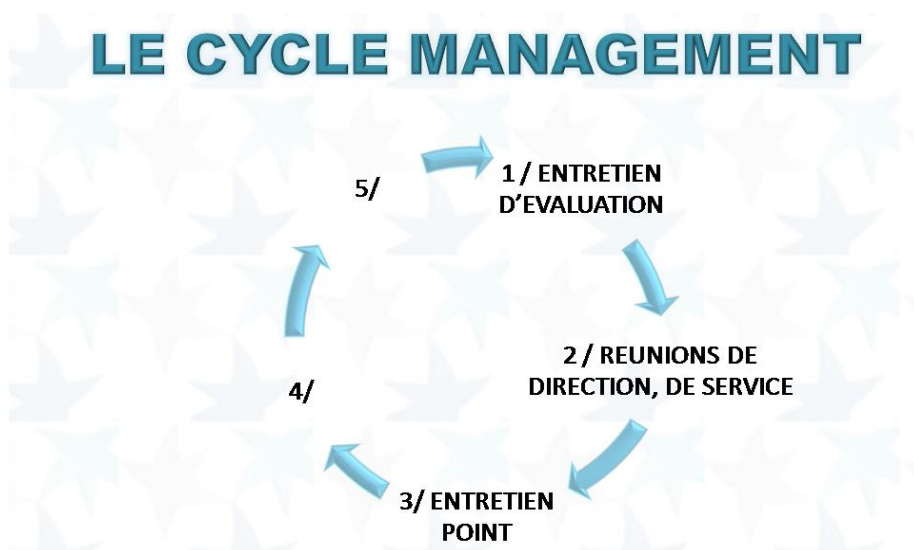 LE CYCLE MANAGEMENT
1 / ENTRETIEN
D’EVALUATION
2 / REUNIONS DE
DIRECTION, DE SERVICE
3/ ENTRETIEN
POINT
4/
5/